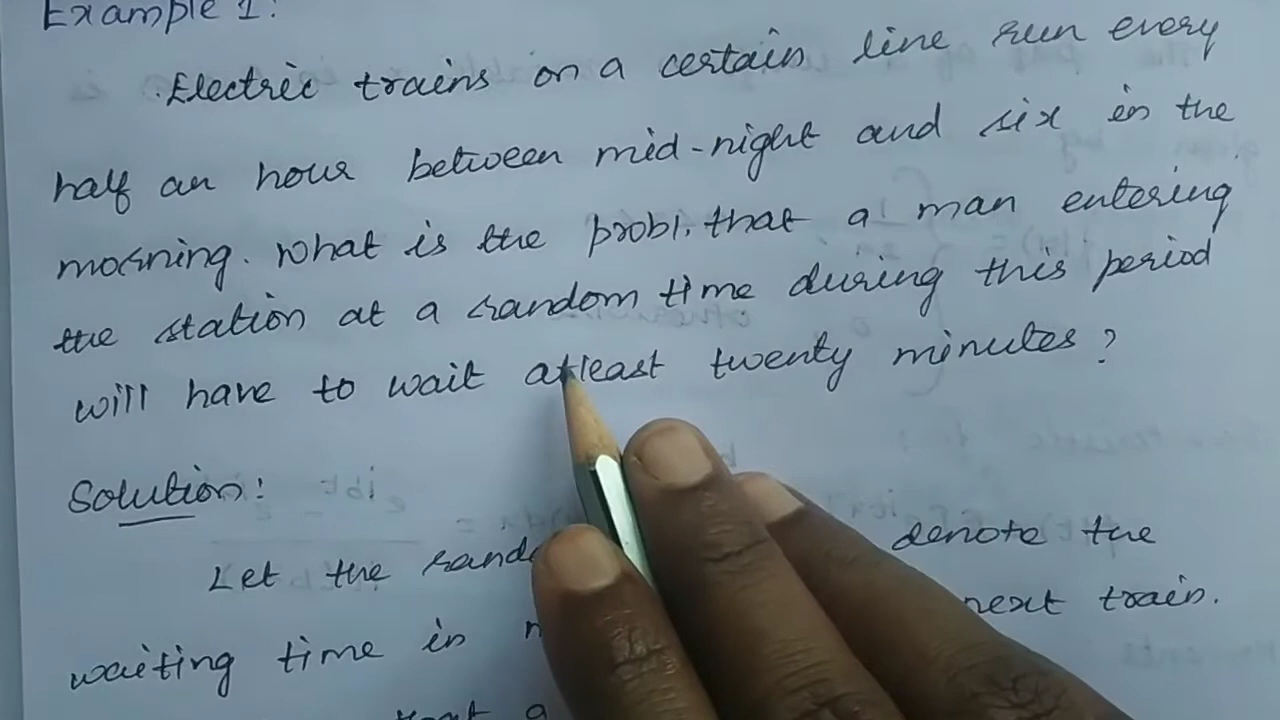 Example 1:
Electric trains on a certain line run every
half an hour between mid-night and six in the
morning. What is the probl. that a man entering
the station at a random time during this period
will have to wait atleast twenty minutes?
Solution:
Let the denote the
waiting time in next train.